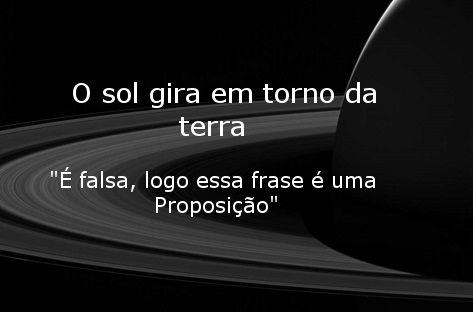 O sol gira em torno da
terra
"É falsa, logo essa frase é uma
Proposição"